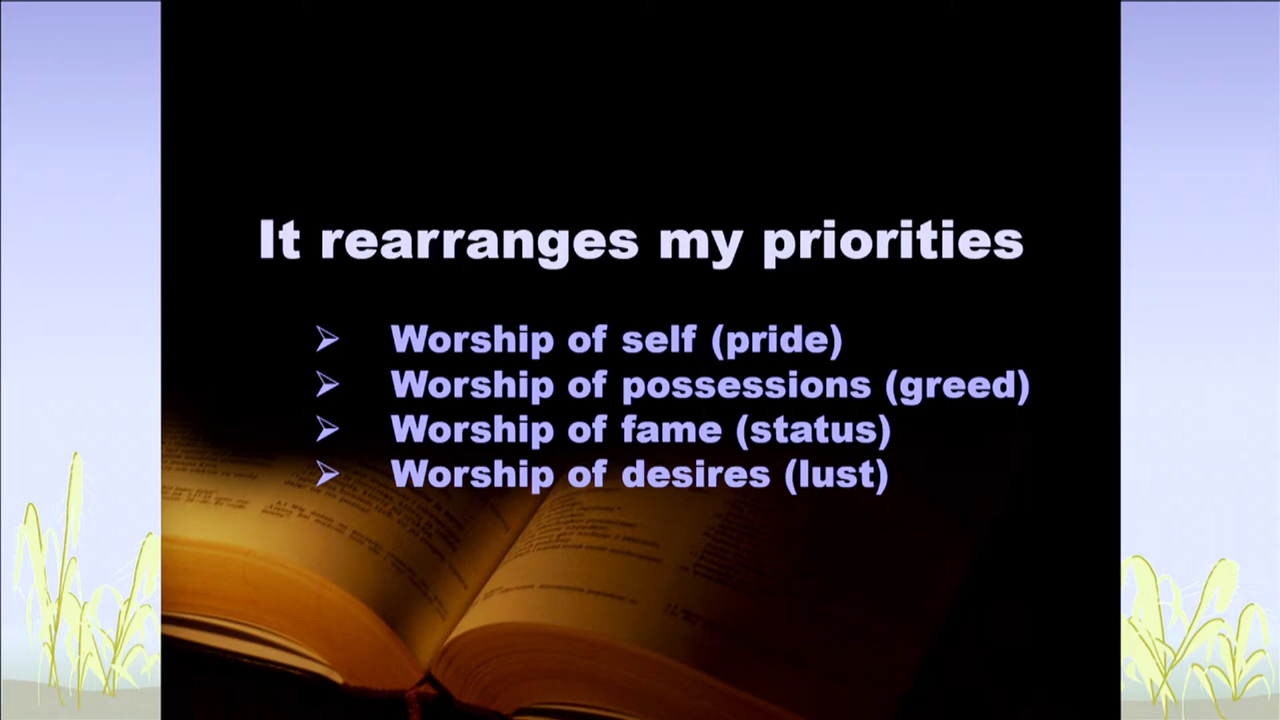 It rearranges my priorities
➢ Worship of self (pride)
➢ Worship of possessions (greed)
➢ Worship of fame (status)
➢ Worship of desires (lust)